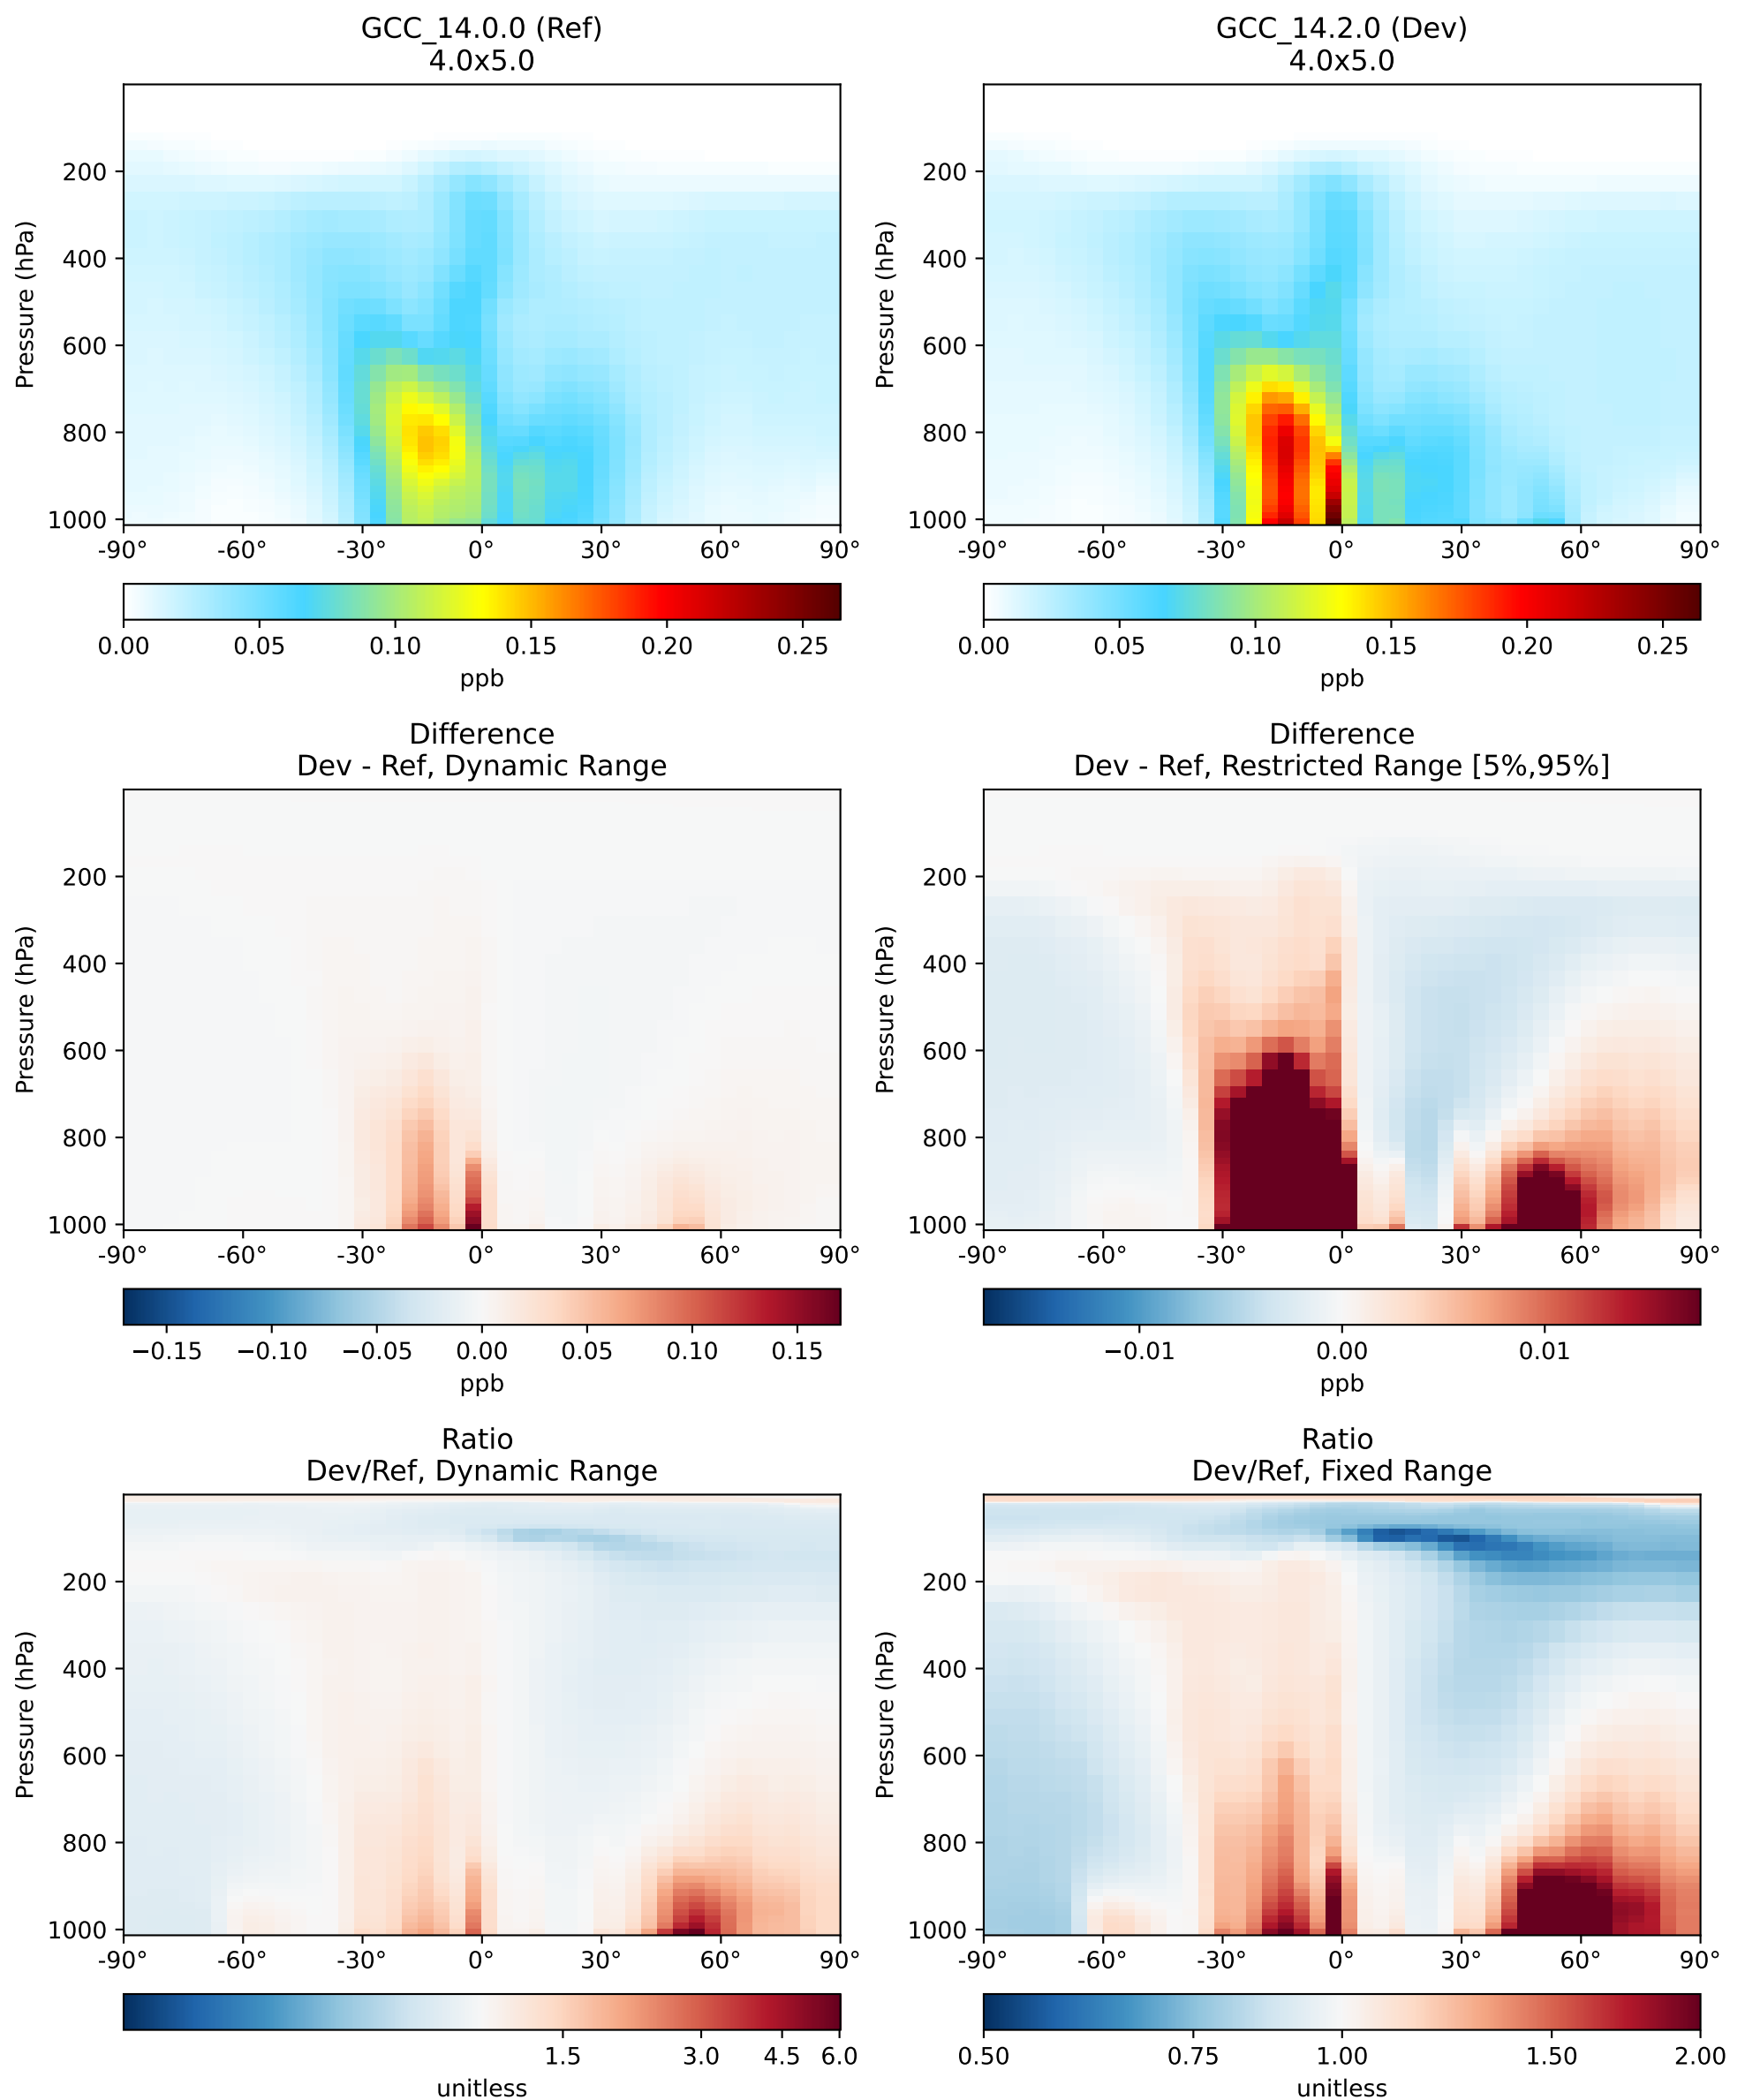 GCC_14.0.0 (Ref)
4.0x5.0
Pressure (hPa)
200
400
600
800
1000
-90° -60° -30° 0° 30° 60° 90°
0.00 0.05 0.10 0.15 0.20 0.25
ppb
GCC_14.2.0 (Dev)
4.0x5.0
Pressure (hPa)
200
400
600
800
1000
-90° -60° -30° 0° 30° 60° 90°
0.00 0.05 0.10 0.15 0.20 0.25
ppb
Difference
Dev - Ref, Dynamic Range
Pressure (hPa)
200
400
600
800
1000
-90° -60° -30° 0° 30° 60° 90°
−0.15 −0.10 −0.05 0.00 0.05 0.10 0.15
ppb
Difference
Dev - Ref, Restricted Range [5%,95%]
Pressure (hPa)
200
400
600
800
1000
-90° -60° -30° 0° 30° 60° 90°
−0.01 0.00 0.01
ppb
Ratio
Dev/Ref, Dynamic Range
Pressure (hPa)
200
400
600
800
1000
-90° -60° -30° 0° 30° 60° 90°
1.5 3.0 4.5 6.0
unitless
Ratio
Dev/Ref, Fixed Range
Pressure (hPa)
200
400
600
800
1000
-90° -60° -30° 0° 30° 60° 90°
0.50 0.75 1.00 1.50 2.00
unitless